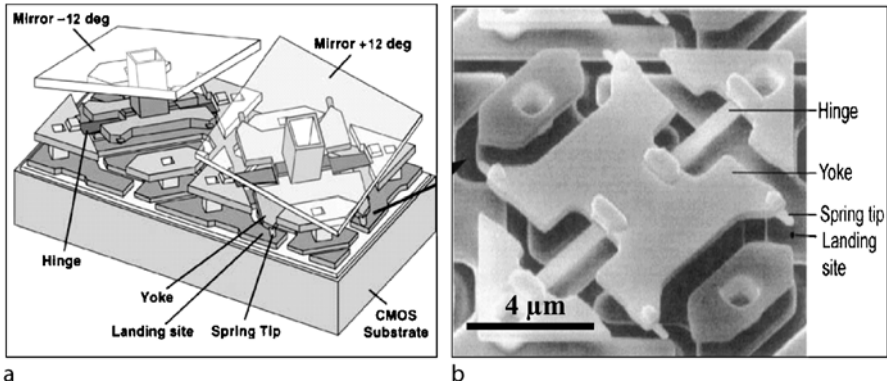 Mirror –12 deg
Mirror +12 deg
Hinge
Yoke
Landing site
Spring Tip
CMOS
Substrate
a
Hinge
Yoke
Spring tip
Landing
site
4 µm
b